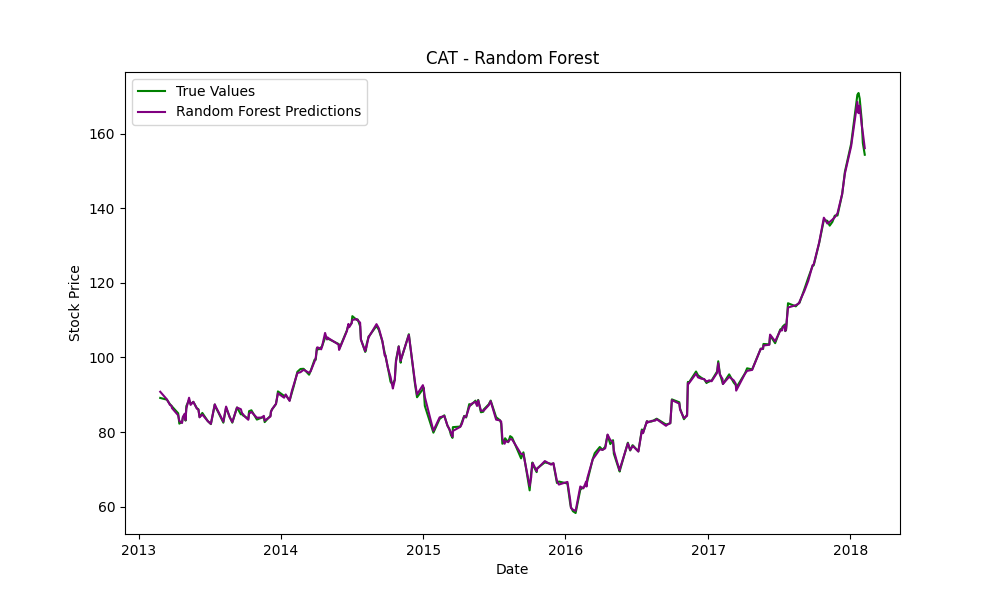 CAT - Random Forest
True Values
Random Forest Predictions
Stock Price
160
140
120
100
80
60
2013 2014 2015 2016 2017 2018
Date